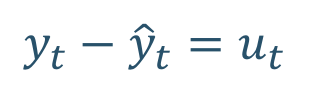 yₜ − ŷₜ = uₜ